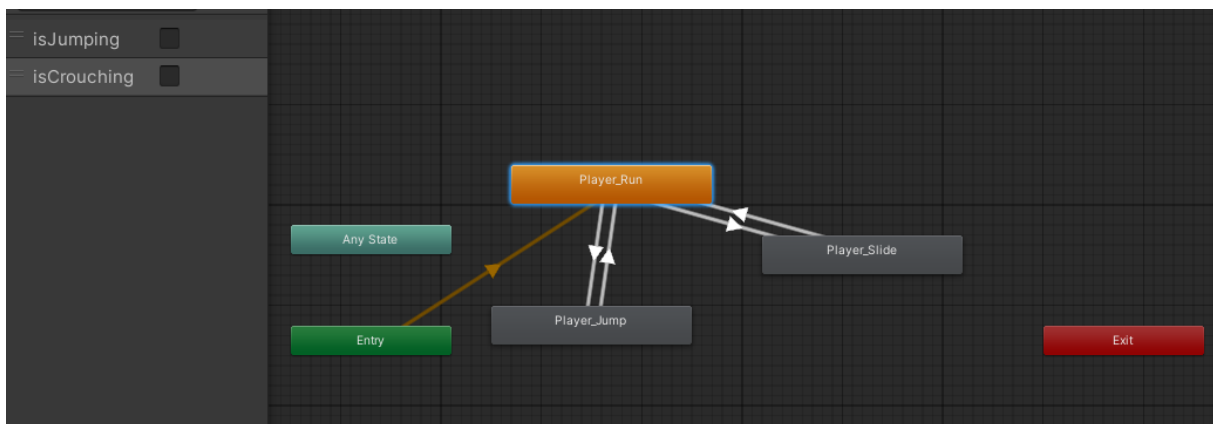 isJumping
isCrouching
Player_Run
Any State
Player_Slide
Player_Jump
Entry
Exit